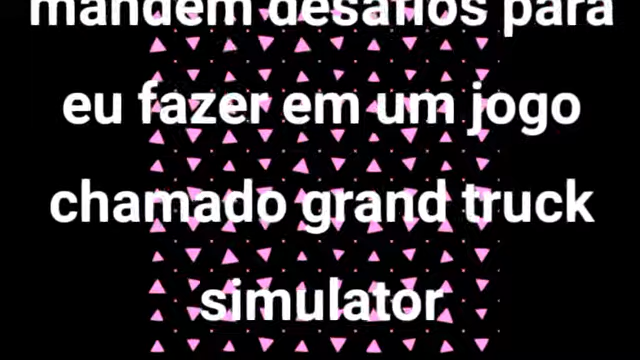 mandem desafios para
eu fazer em um jogo
chamado grand truck
simulator